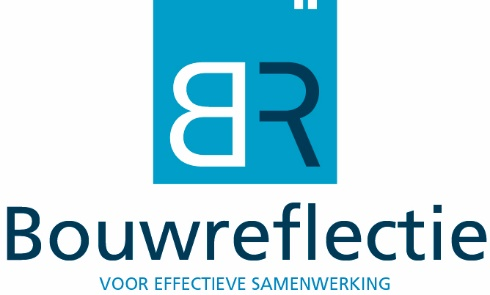 BR
Bouwreflectie
VOOR EFFECTIEVE SAMENWERKING